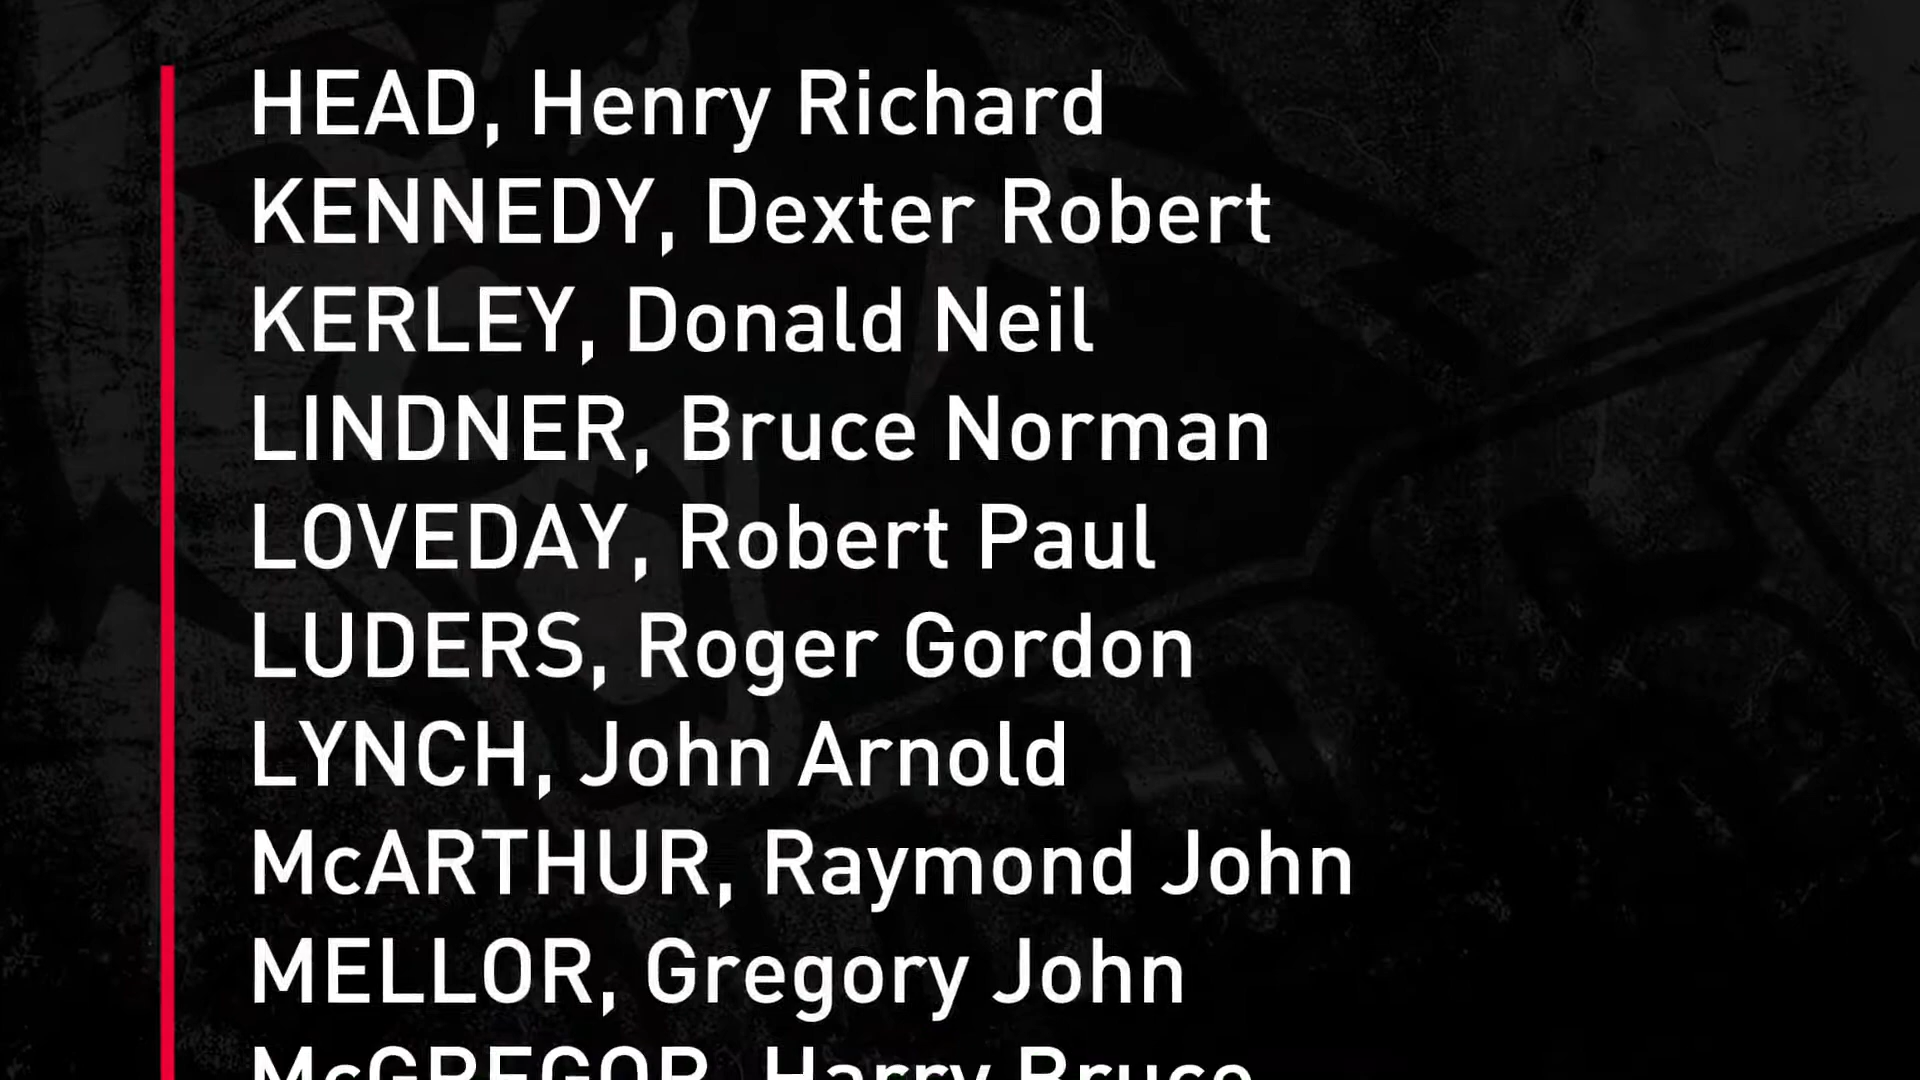 HEAD, Henry Richard
KENNEDY, Dexter Robert
KERLEY, Donald Neil
LINDNER, Bruce Norman
LOVEDAY, Robert Paul
LUDERS, Roger Gordon
LYNCH, John Arnold
McARTHUR, Raymond John
MELLOR, Gregory John
McGREGOR, Harry Bruce